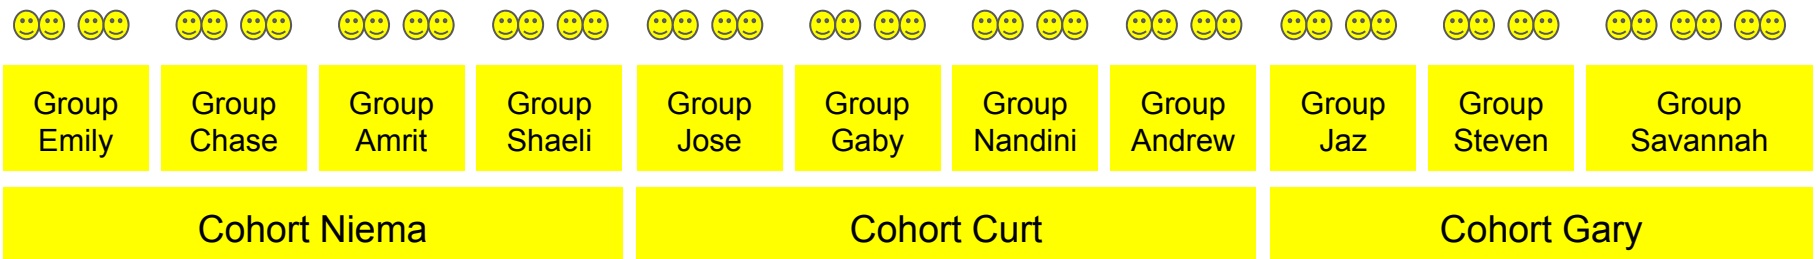 Group
Emily
Group
Chase
Group
Amrit
Group
Shaeli
Group
Jose
Group
Gaby
Group
Nandini
Group
Andrew
Group
Jaz
Group
Steven
Group
Savannah
Cohort Niema
Cohort Curt
Cohort Gary